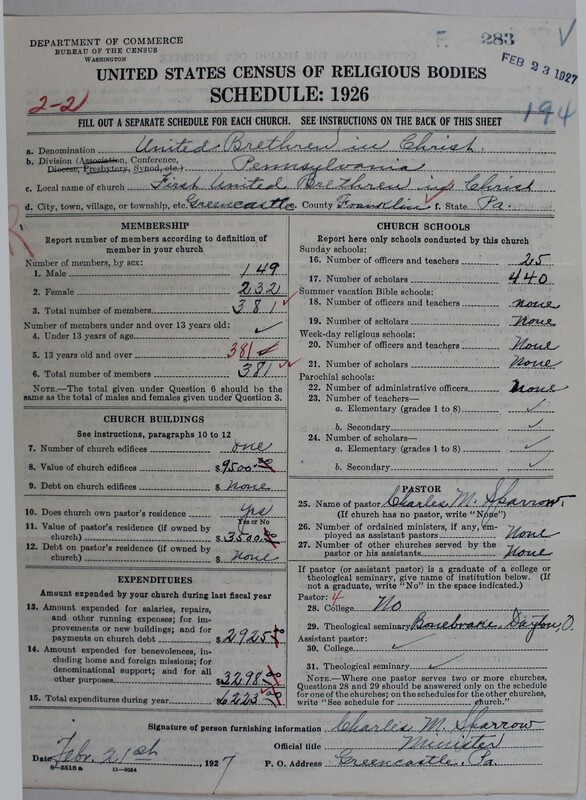 DEPARTMENT OF COMMERCE
BUREAU OF THE CENSUS
WASHINGTON
283
FEB 23 1927
UNITED STATES CENSUS OF RELIGIOUS BODIES
SCHEDULE: 1926
2-21
194
FILL OUT A SEPARATE SCHEDULE FOR EACH CHURCH. SEE INSTRUCTIONS ON THE BACK OF THIS SHEET
a. Denomination United Brethren in Christ.
b. Division (Association, Conference, Diocese, Presbytery, Synod, etc.) Pennsylvania
c. Local name of church First United Brethren in Christ
d. City, town, village, or township, etc. Greencastle e. County Franklin f. State Pa.
MEMBERSHIP
Report number of members according to definition of member in your church
Number of members, by sex:
1. Male 149
2. Female 232
3. Total number of members 381
Number of members under and over 13 years old:
4. Under 13 years of age
5. 13 years old and over 381
6. Total number of members 381
NOTE.—The total given under Question 6 should be the same as the total of males and females given under Question 3.
CHURCH BUILDINGS
See instructions, paragraphs 10 to 12
7. Number of church edifices one
8. Value of church edifices $9500.00
9. Debt on church edifices $ None
10. Does church own pastor's residence Yes
Yes or No
11. Value of pastor's residence (if owned by church) $3500.00
12. Debt on pastor's residence (if owned by church) $ None
EXPENDITURES
Amount expended by your church during last fiscal year
13. Amount expended for salaries, repairs, and other running expenses; for improvements or new buildings; and for payments on church debt $2925.00
14. Amount expended for benevolences, including home and foreign missions; for denominational support; and for all other purposes $3298.00
15. Total expenditures during year $6223.00
CHURCH SCHOOLS
Report here only schools conducted by this church
Sunday schools:
16. Number of officers and teachers 25
17. Number of scholars 440
Summer vacation Bible schools:
18. Number of officers and teachers none
19. Number of scholars None
Week-day religious schools:
20. Number of officers and teachers None
21. Number of scholars None
Parochial schools:
22. Number of administrative officers None
23. Number of teachers—
a. Elementary (grades 1 to 8)
b. Secondary
24. Number of scholars—
a. Elementary (grades 1 to 8)
b. Secondary
PASTOR
25. Name of pastor Charles M. Sparrow.
(If church has no pastor, write "None")
26. Number of ordained ministers, if any, employed as assistant pastors None
27. Number of other churches served by the pastor or his assistants None
If pastor (or assistant pastor) is a graduate of a college or theological seminary, give name of institution below. (If not a graduate, write "No" in the space indicated.)
Pastor: 4
28. College No
29. Theological seminary Bonebrake, Dayton, O.
Assistant pastor:
30. College
31. Theological seminary
NOTE.—Where one pastor serves two or more churches, Questions 28 and 29 should be answered only on the schedule for one of the churches; on the schedules for the other churches, write "See schedule for church."
Signature of person furnishing information Charles M. Sparrow
Official title Minister
Date Febr. 21st, 1927 P. O. Address Greencastle, Pa.
8-5515a 11-9084